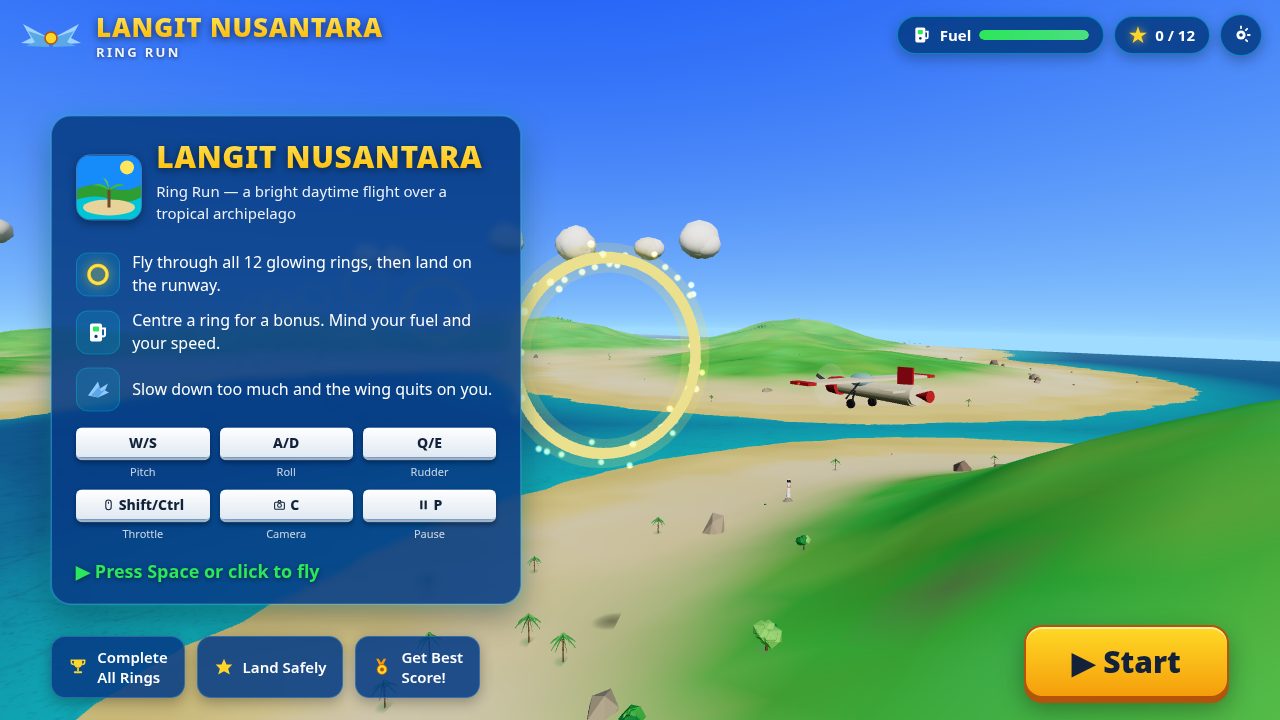 LANGIT NUSANTARA
RING RUN
Fuel
0 / 12
LANGIT NUSANTARA
Ring Run — a bright daytime flight over a
tropical archipelago
Fly through all 12 glowing rings, then land on
the runway.
Centre a ring for a bonus. Mind your fuel and
your speed.
Slow down too much and the wing quits on you.
W/S
A/D
Q/E
Pitch
Roll
Rudder
Shift/Ctrl
C
P
Throttle
Camera
Pause
▶ Press Space or click to fly
Complete
All Rings
Land Safely
Get Best
Score!
▶ Start